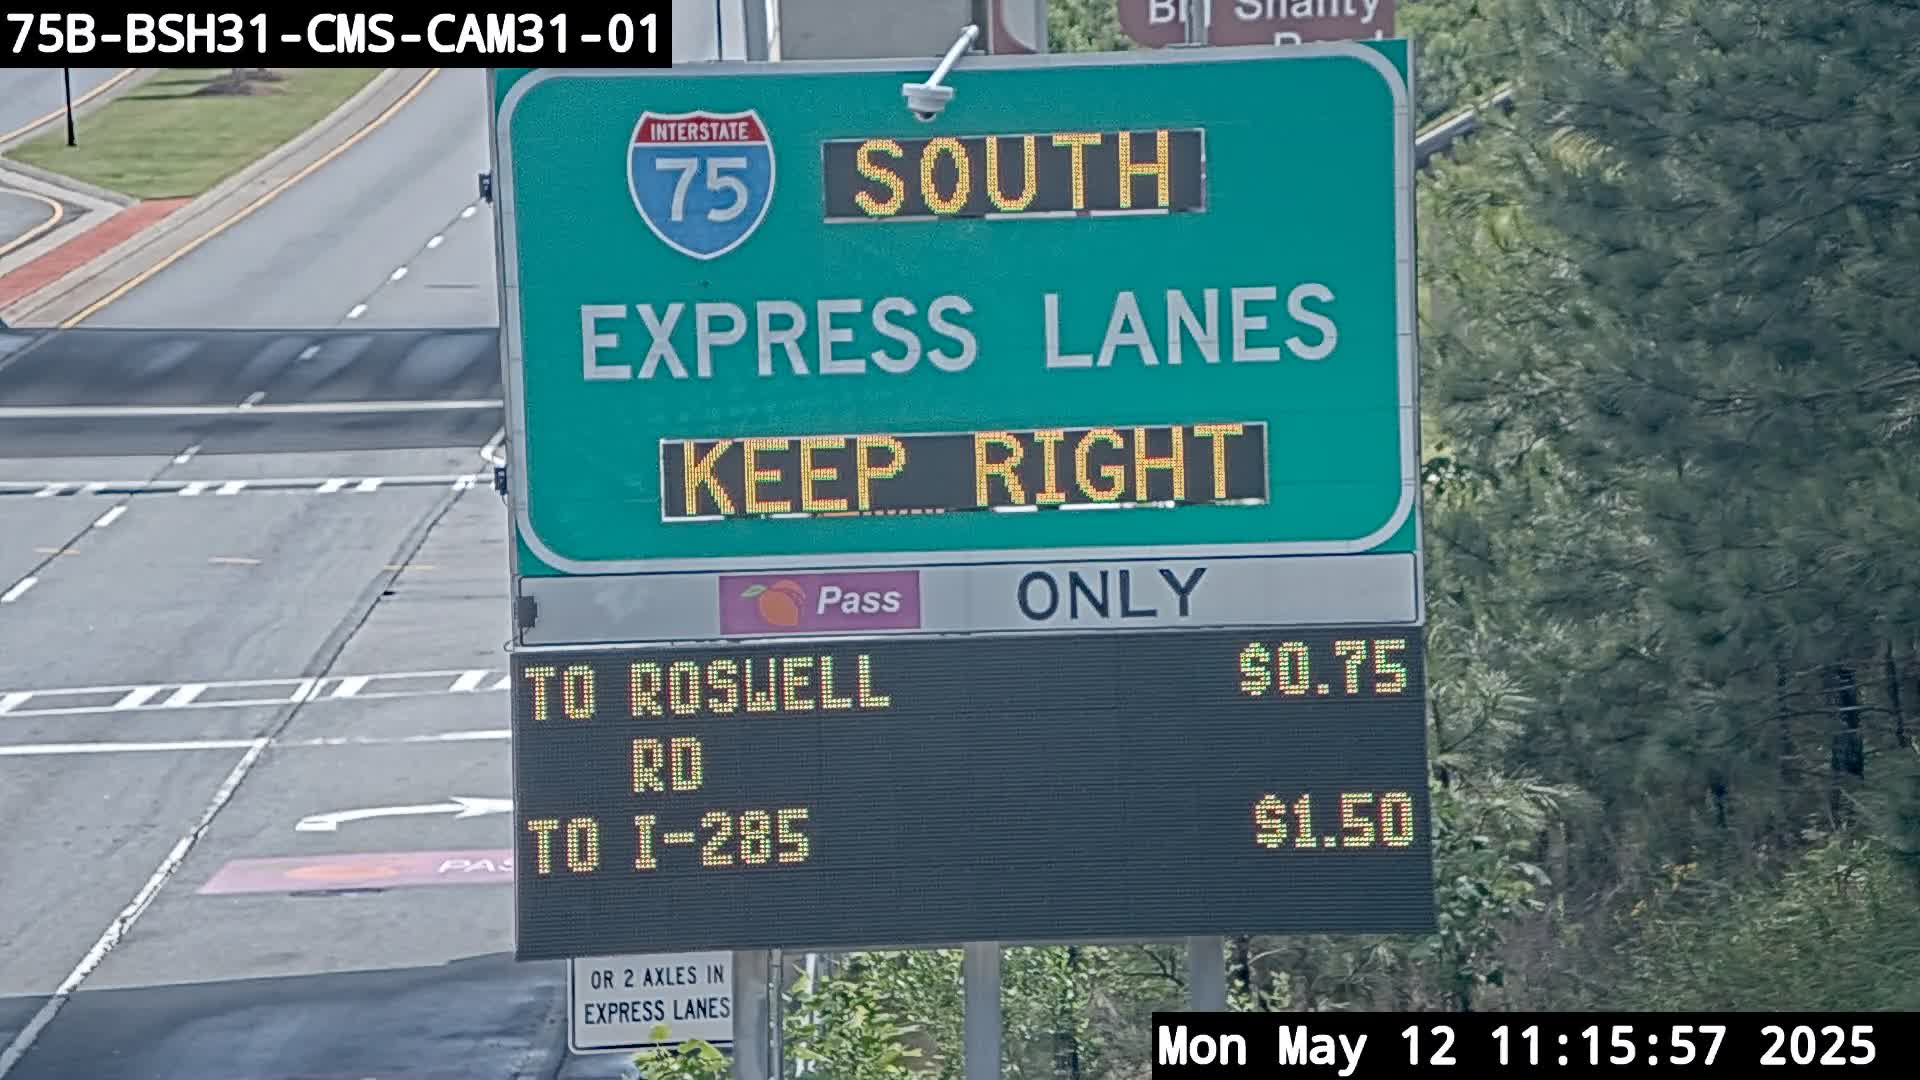 75B-BSH31-CMS-CAM31-01
Shanty
INTERSTATE
75
SOUTH
EXPRESS LANES
KEEP RIGHT
Pass ONLY
TO ROSWELL $0.75
RD
TO I-285 $1.50
OR 2 AXLES IN
EXPRESS LANES
Mon May 12 11:15:57 2025